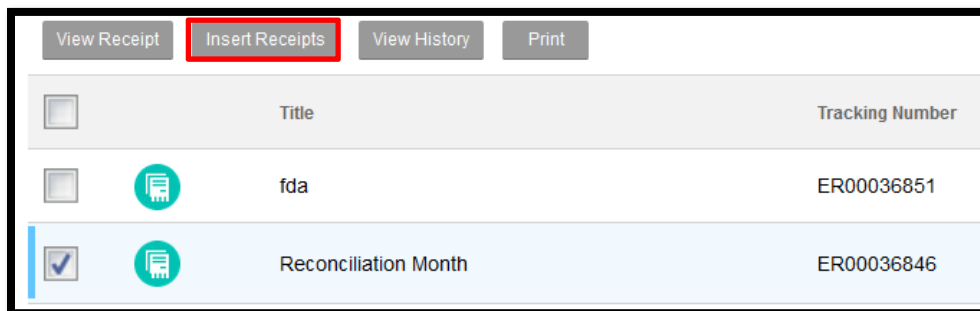 View Receipt Insert Receipts View History Print
Title Tracking Number
fda ER00036851
Reconciliation Month ER00036846